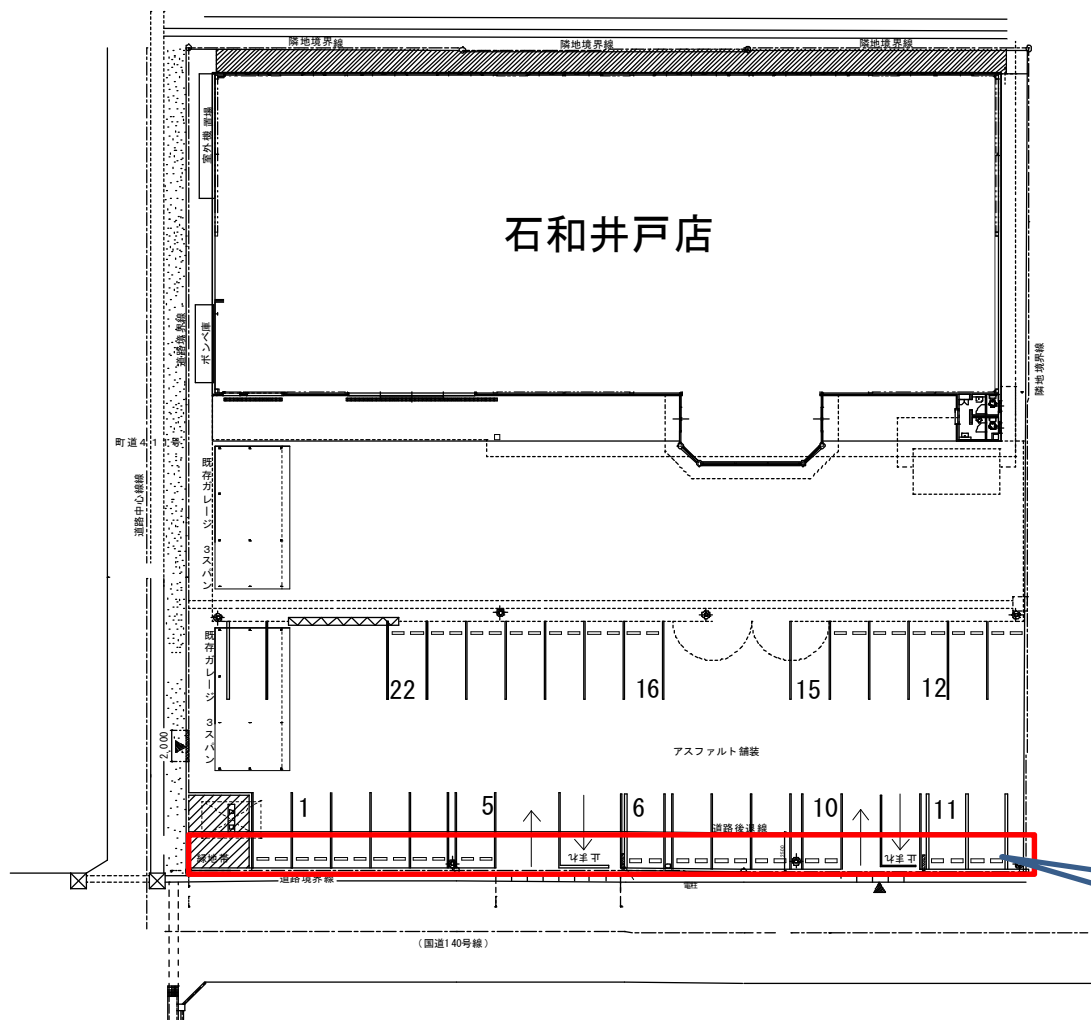 隣地境界線
隣地境界線
隣地境界線
室外機置場
石和井戸店
道路境界線
ボンベ庫
隣地境界線
町道411号
道路中心線線
既存ガレージ 3スパン
既存ガレージ 3スパン
22
16
15
12
2,000
アスファルト舗装
1
5
6
10
11
道路後退線
止まれ
止まれ
緑地帯
道路境界線
電柱
(国道140号線)